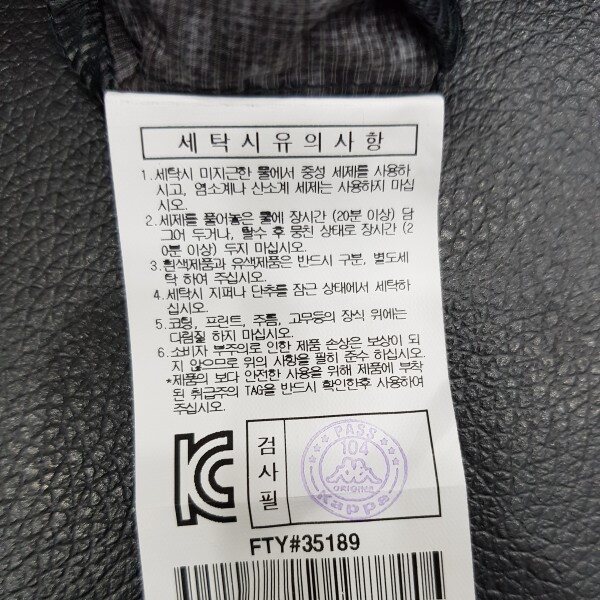 세탁시유의사항
1. 세탁시 미지근한 물에서 중성 세제를 사용하
시고, 염소계나 산소계 세제는 사용하지 마십
시오.
2. 세제를 풀어놓은 물에 장시간 (20분 이상) 담
그어 두거나, 탈수 후 뭉친 상태로 장시간 (2
0분 이상) 두지 마십시오.
3. 흰색제품과 유색제품은 반드시 구분, 별도세
탁 하여 주십시오.
4. 세탁시 지퍼나 단추를 잠근 상태에서 세탁하
십시오.
5. 코팅, 프린트, 주름, 고무등의 장식 위에는
다림질 하지 마십시오.
6. 소비자 부주의로 인한 제품 손상은 보상이 되
지 않으므로 위의 사항을 필히 준수 하십시오.
*제품의 보다 안전한 사용을 위해 제품에 부착
된 취급주의 TAG을 반드시 확인한후 사용하여
주십시오.
KC
검사필
PASS
104
ORIGINAL
Kappa
FTY#35189